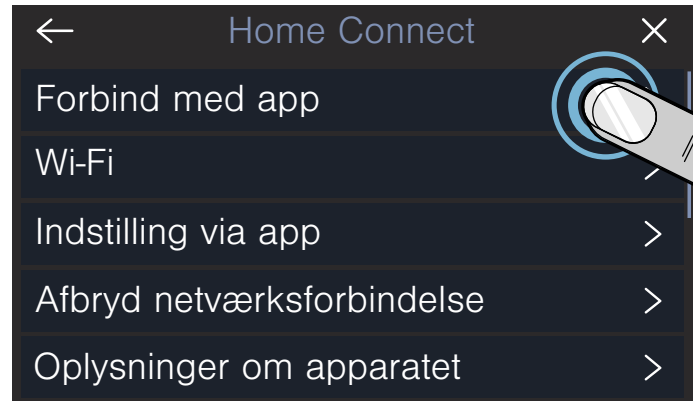 Home Connect
Forbind med app
Wi-Fi
Indstilling via app
Afbryd netværksforbindelse
Oplysninger om apparatet